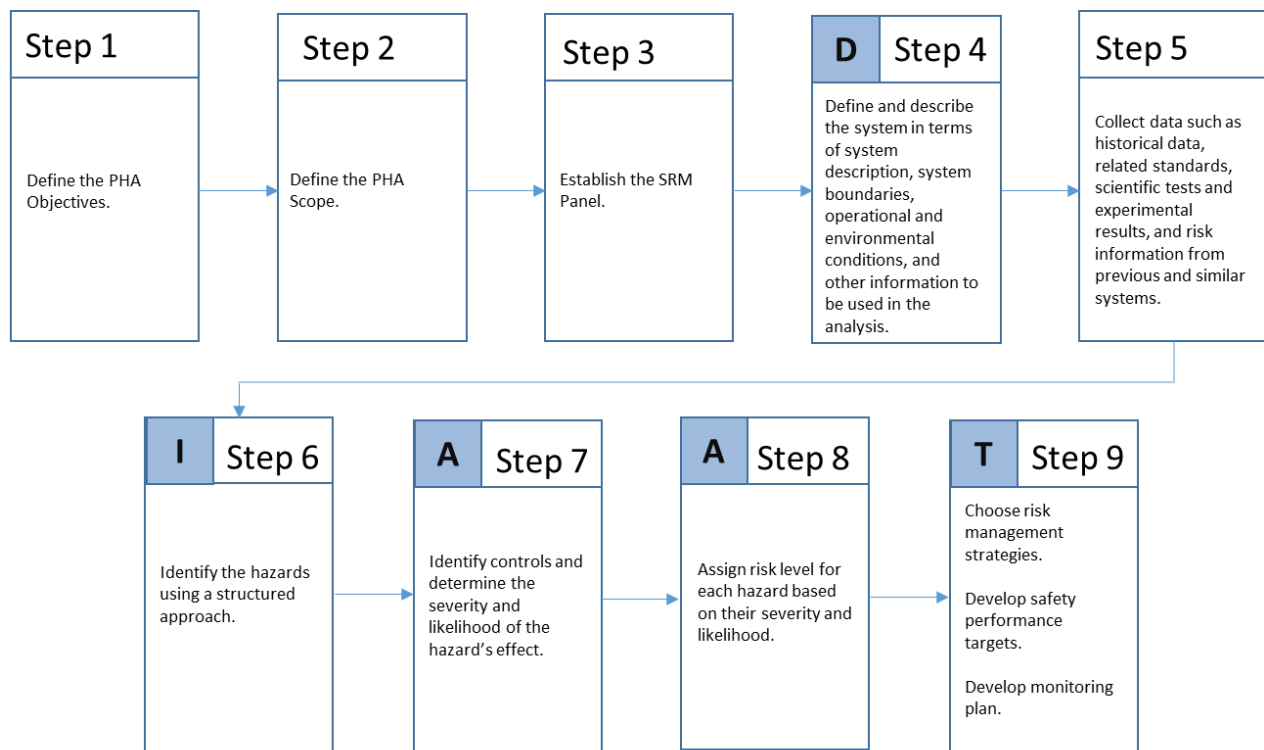 Step 1
Define the PHA
Objectives.
Step 2
Define the PHA
Scope.
Step 3
Establish the SRM
Panel.
D Step 4
Define and describe
the system in terms
of system
description, system
boundaries,
operational and
environmental
conditions, and
other information to
be used in the
analysis.
Step 5
Collect data such as
historical data,
related standards,
scientific tests and
experimental
results, and risk
information from
previous and similar
systems.
I Step 6
Identify the hazards
using a structured
approach.
A Step 7
Identify controls and
determine the
severity and
likelihood of the
hazard’s effect.
A Step 8
Assign risk level for
each hazard based
on their severity and
likelihood.
T Step 9
Choose risk
management
strategies.
Develop safety
performance
targets.
Develop monitoring
plan.